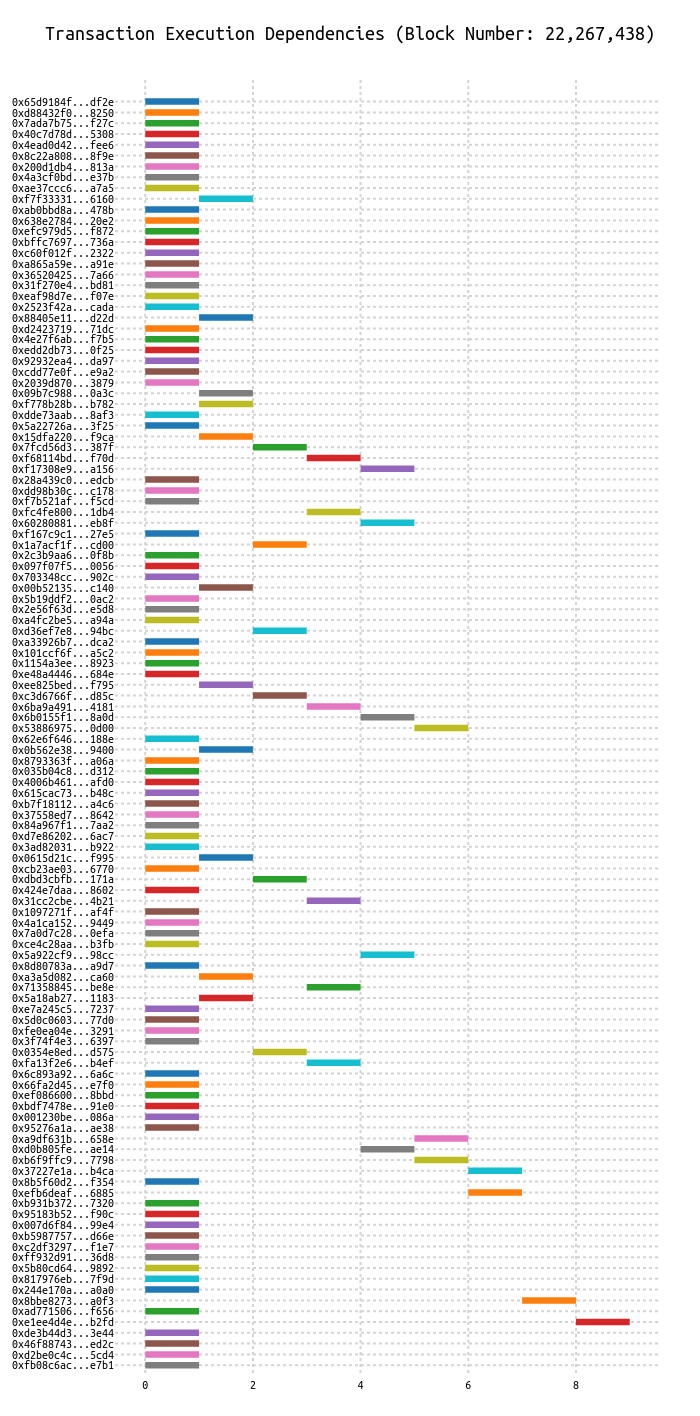 Transaction Execution Dependencies (Block Number: 22,267,438)
0x65d9184f...df2e
0xd88432f0...8250
0x7ada7b75...f27c
0x40c7d78d...5308
0x4ead0d42...fee6
0x8c22a808...8f9e
0x200d1db4...813a
0x4a3cf0bd...e37b
0xae37ccc6...a7a5
0xf7f33331...6160
0xab0bbd8a...478b
0x638e2784...20e2
0xefc979d5...f872
0xbffc7697...736a
0xc60f012f...2322
0xa865a59e...a91e
0x36520425...7a66
0x31f270e4...bd81
0xeaf98d7e...f07e
0x2523f42a...cada
0x88405e11...d22d
0xd2423719...71dc
0x4e27f6ab...f7b5
0xedd2db73...0f25
0x92932ea4...da97
0xcdd77e0f...e9a2
0x2039d870...3879
0x09b7c988...0a3c
0xf778b28b...b782
0xdde73aab...8af3
0x5a22726a...3f25
0x15dfa220...f9ca
0x7fcd56d3...387f
0xf68114bd...f70d
0xf17308e9...a156
0x28a439c0...edcb
0xdd98b30c...c178
0xf7b521af...f5cd
0xfc4fe800...1db4
0x60280881...eb8f
0xf167c9c1...27e5
0x1a7acf1f...cd00
0x2c3b9aa6...0f8b
0x097f07f5...0056
0x703348cc...902c
0x00b52135...c140
0x5b19ddf2...0ac2
0x2e56f63d...e5d8
0xa4fc2be5...a94a
0xd36ef7e8...94bc
0xa33926b7...dca2
0x101ccf6f...a5c2
0x1154a3ee...8923
0xe48a4446...684e
0xee825bed...f795
0xc3d6766f...d85c
0x6ba9a491...4181
0x6b0155f1...8a0d
0x53886975...0d00
0x62e6f646...188e
0x0b562e38...9400
0x8793363f...a06a
0x035b04c8...d312
0x4006b461...afd0
0x615cac73...b48c
0xb7f18112...a4c6
0x37558ed7...8642
0x84a967f1...7aa2
0xd7e86202...6ac7
0x3ad82031...b922
0x0615d21c...f995
0xcb23ae03...6770
0xdbd3cbfb...171a
0x424e7daa...8602
0x31cc2cbe...4b21
0x1097271f...af4f
0x4a1ca152...9449
0x7a0d7c28...0efa
0xce4c28aa...b3fb
0x5a922cf9...98cc
0x8d80783a...a9d7
0xa3a5d082...ca60
0x71358845...be8e
0x5a18ab27...1183
0xe7a245c5...7237
0x5d0c0603...77d0
0xfe0ea04e...3291
0x3f74f4e3...6397
0x0354e8ed...d575
0xfa13f2e6...b4ef
0x6c893a92...6a6c
0x66fa2d45...e7f0
0xef086600...8bbd
0xbdf7478e...91e0
0x001230be...086a
0x95276a1a...ae38
0xa9df631b...658e
0xd0b805fe...ae14
0xb6f9ffc9...7798
0x37227e1a...b4ca
0x8b5f60d2...f354
0xefb6deaf...6885
0xb931b372...7320
0x95183b52...f90c
0x007d6f84...99e4
0xb5987757...d66e
0xc2df3297...f1e7
0xff932d91...36d8
0x5b80cd64...9892
0x817976eb...7f9d
0x244e170a...a0a0
0x8bbe8273...a0f3
0xad771506...f656
0xe1ee4d4e...b2fd
0xde3b44d3...3e44
0x46f88743...ed2c
0xd2be0c4c...5cd4
0xfb08c6ac...e7b1
0 2 4 6 8